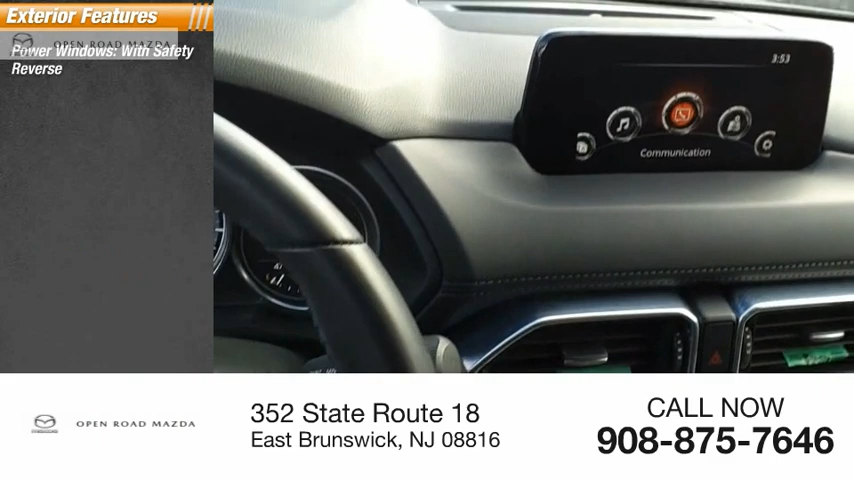 Exterior Features
OPEN ROAD MAZDA
Power Windows: With Safety
Reverse
3:53
Communication
OPEN ROAD MAZDA
352 State Route 18
East Brunswick, NJ 08816
CALL NOW
908-875-7646